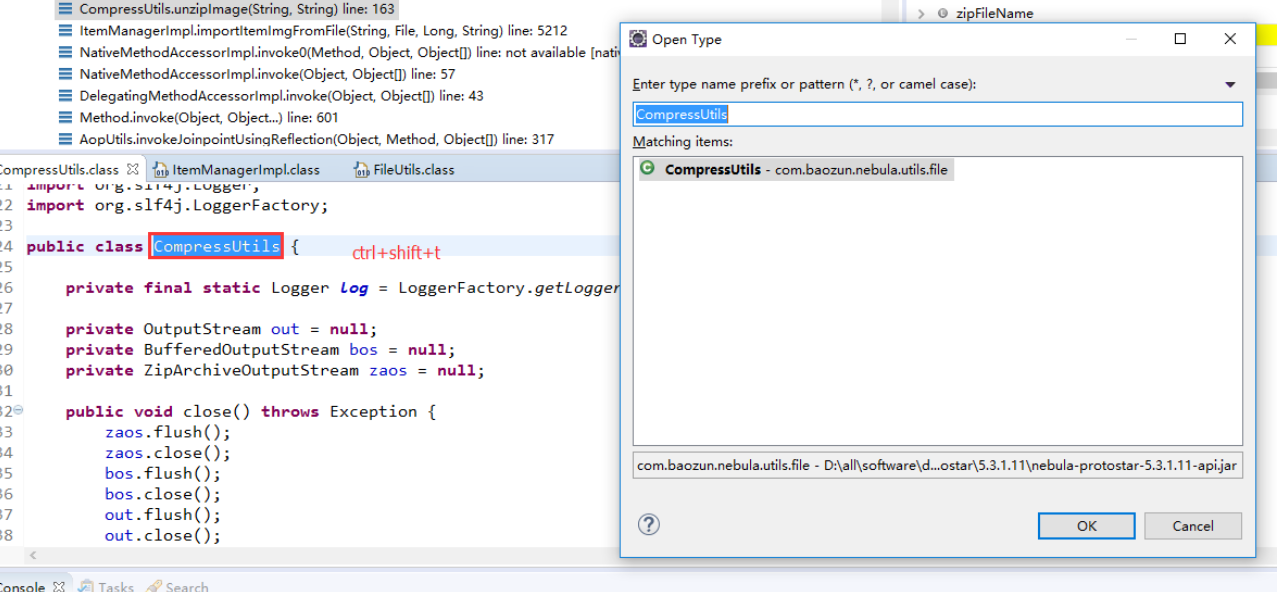 CompressUtils.unzipImage(String, String) line: 163
ItemManagerImpl.importItemImgFromFile(String, File, Long, String) line: 5212
NativeMethodAccessorImpl.invoke0(Method, Object, Object[]) line: not available [nativ
NativeMethodAccessorImpl.invoke(Object, Object[]) line: 57
DelegatingMethodAccessorImpl.invoke(Object, Object[]) line: 43
Method.invoke(Object, Object...) line: 601
AopUtils.invokeJoinpointUsingReflection(Object, Method, Object[]) line: 317
zipFileName
CompressUtils.class
ItemManagerImpl.class
FileUtils.class
21 import org.slf4j.Logger;
22 import org.slf4j.LoggerFactory;
23
24 public class CompressUtils {
ctrl+shift+t
25
26 private final static Logger log = LoggerFactory.getLogger
27
28 private OutputStream out = null;
29 private BufferedOutputStream bos = null;
30 private ZipArchiveOutputStream zaos = null;
31
32 public void close() throws Exception {
33 zaos.flush();
34 zaos.close();
35 bos.flush();
36 bos.close();
37 out.flush();
38 out.close();
Console
Tasks
Search
Open Type
Enter type name prefix or pattern (*, ?, or camel case):
CompressUtils
Matching items:
CompressUtils - com.baozun.nebula.utils.file
com.baozun.nebula.utils.file - D:\all\software\d...ostar\5.3.1.11\nebula-protostar-5.3.1.11-api.jar
?
OK
Cancel